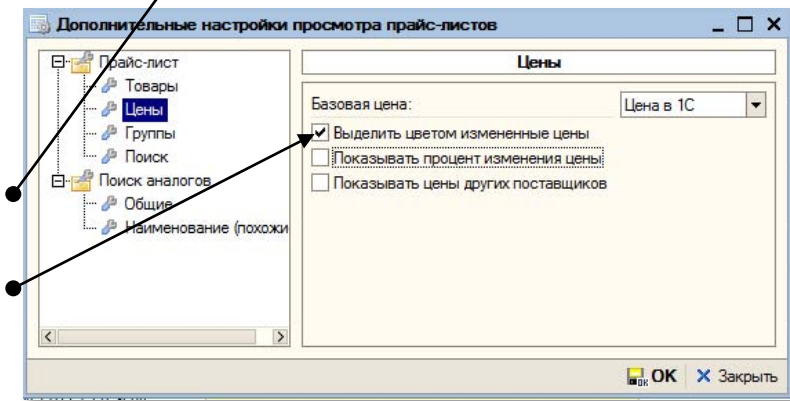 Дополнительные настройки просмотра прайс-листов
Прайс-лист
Товары
Цены
Группы
Поиск
Поиск аналогов
Общие
Наименование (похожи
Цены
Базовая цена:
Цена в 1С
Выделить цветом измененные цены
Показывать процент изменения цены
Показывать цены других поставщиков
OK
Закрыть